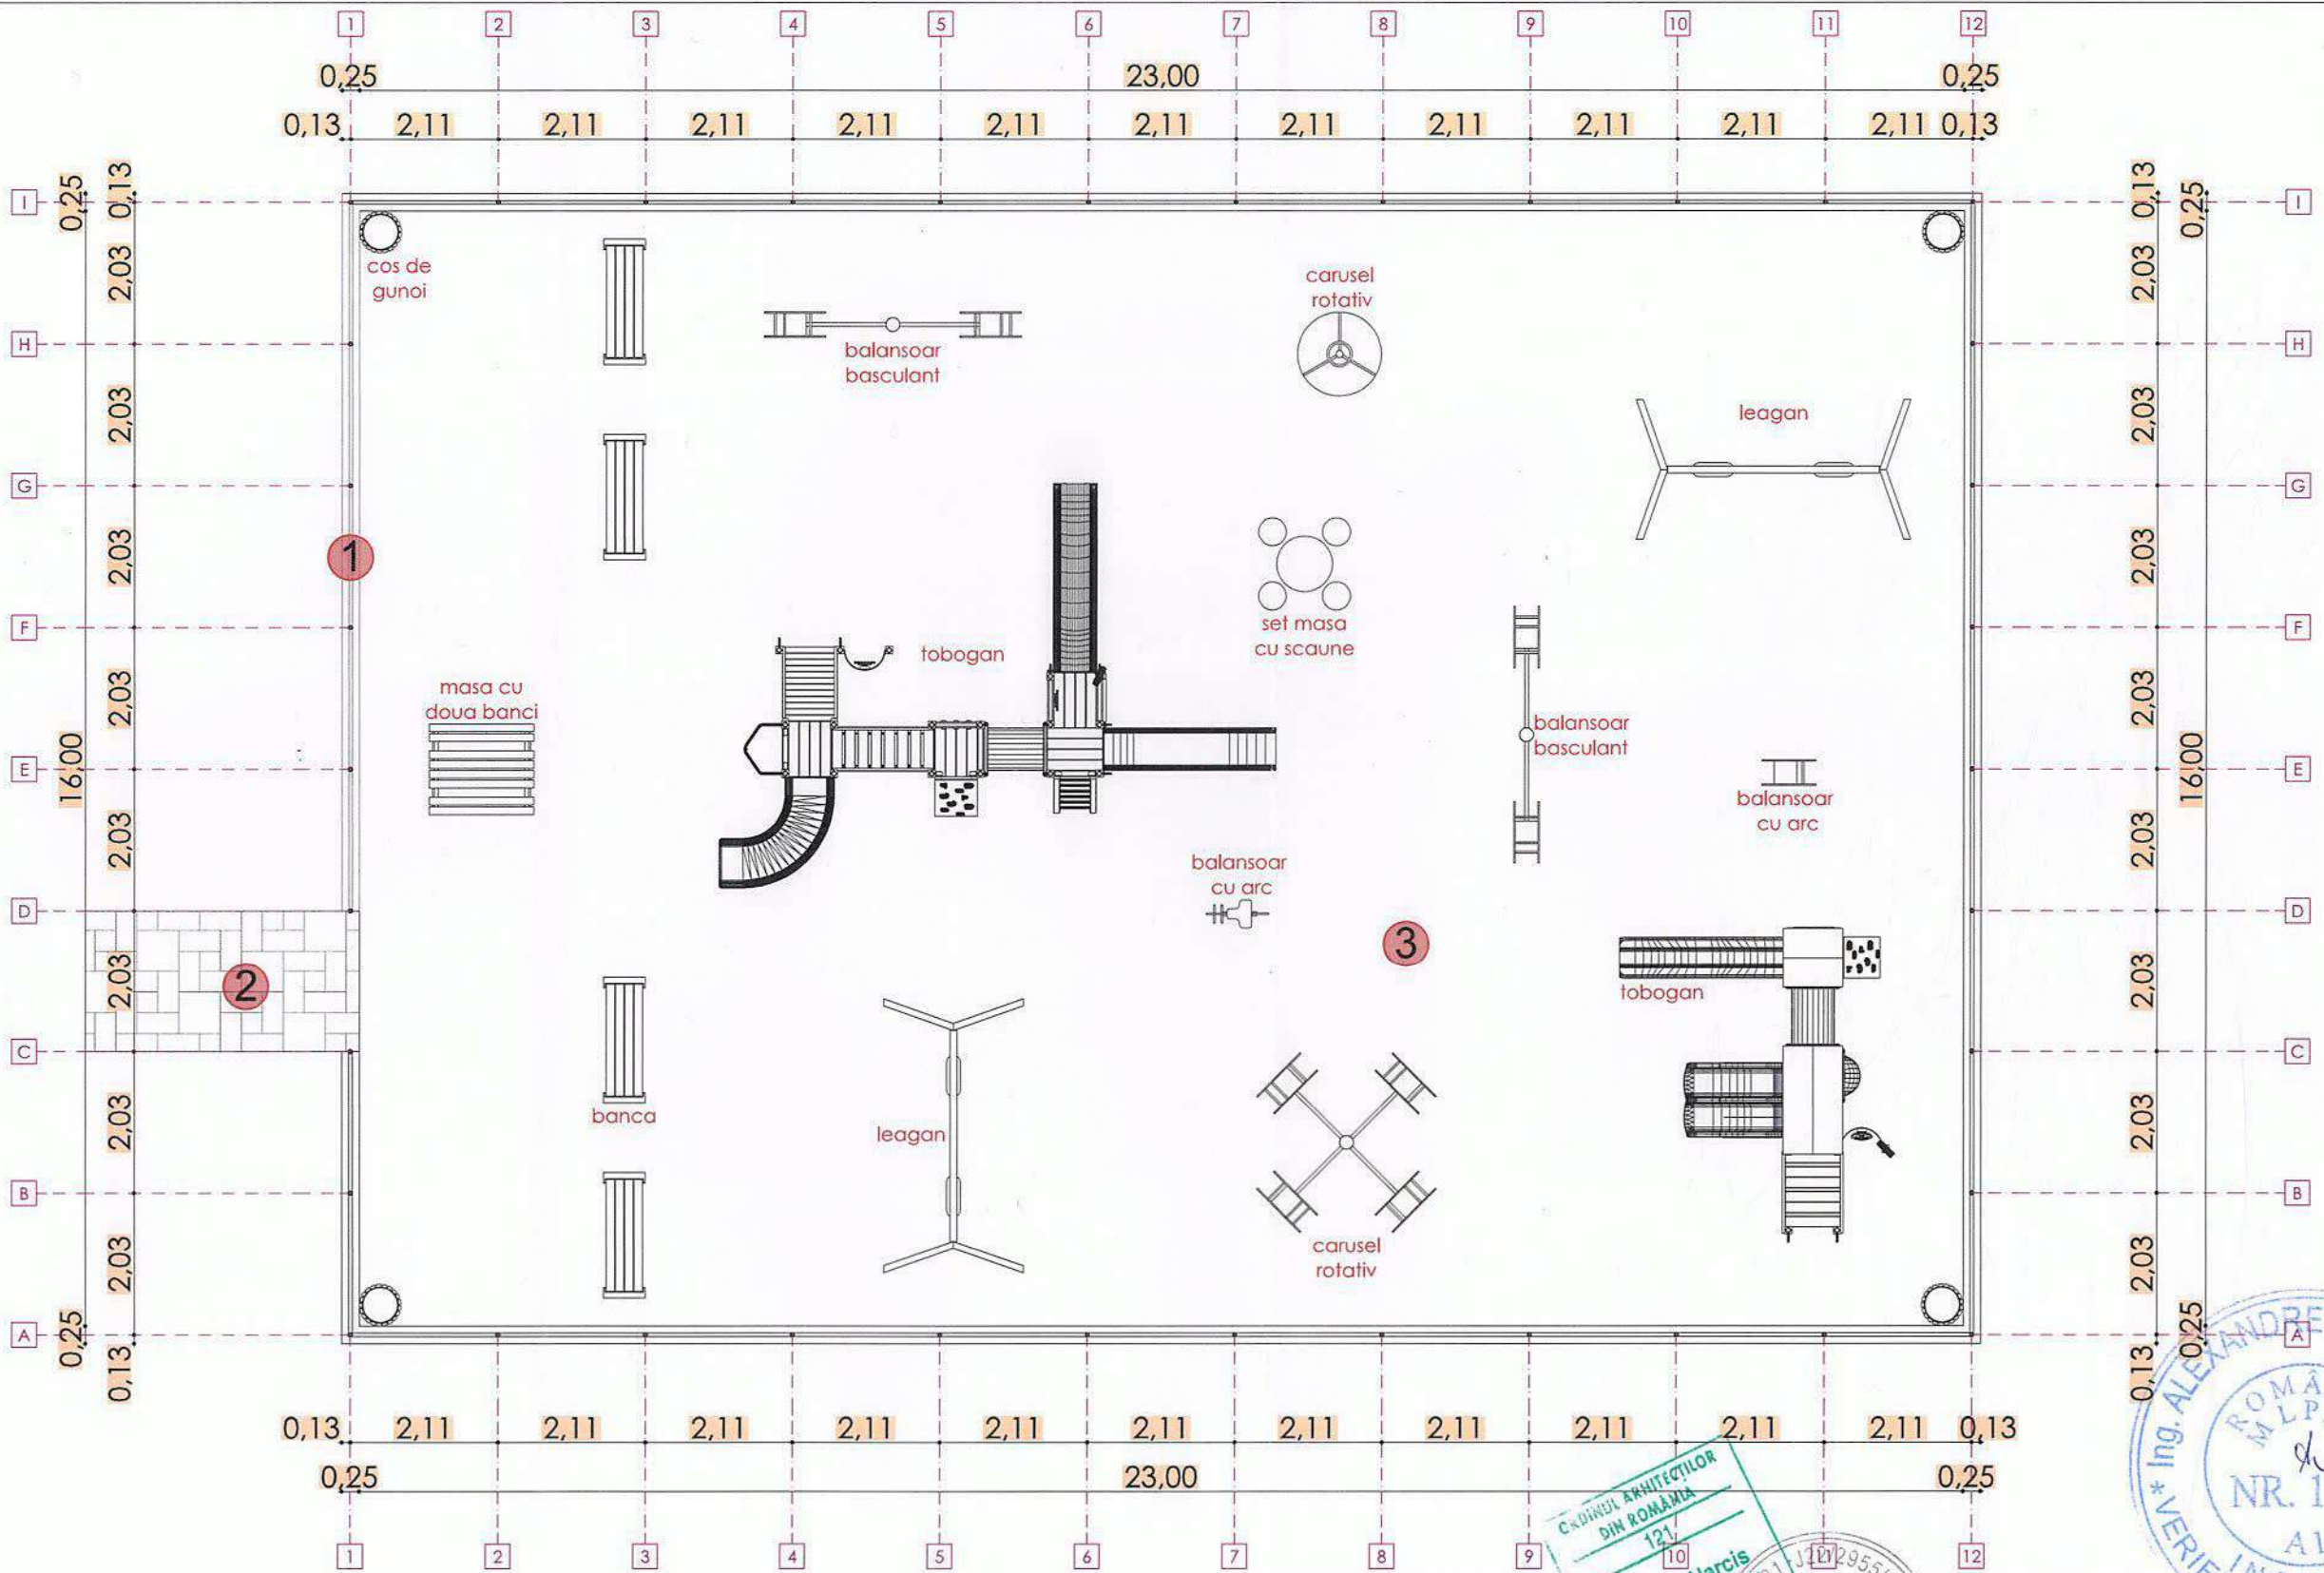 1 2 3 4 5 6 7 8 9 10 11 12
0,25 23,00 0,25
0,13 2,11 2,11 2,11 2,11 2,11 2,11 2,11 2,11 2,11 2,11 2,11 0,13
I 0,25 0,13 0,13 0,25 I
2,03 2,03
cos de
gunoi
carusel
rotativ
H H
balansoar
basculant
2,03 2,03
leagan
G G
2,03 2,03
1
set masa
cu scaune
F F
tobogan
2,03 2,03
masa cu
doua banci
balansoar
basculant
E 16,00 16,00 E
balansoar
cu arc
2,03 2,03
balansoar
cu arc
D D
3
2,03 2,03
2
tobogan
C C
banca
2,03 2,03
leagan
B B
carusel
rotativ
2,03 2,03
A 0,25 0,25 A
0,13 0,13
0,13 2,11 2,11 2,11 2,11 2,11 2,11 2,11 2,11 2,11 2,11 2,11 0,13
0,25 23,00 0,25
1 2 3 4 5 6 7 8 9 10 11 12
ORDINUL ARHITECȚILOR
DIN ROMÂNIA
121
* Ing.
NR. 1